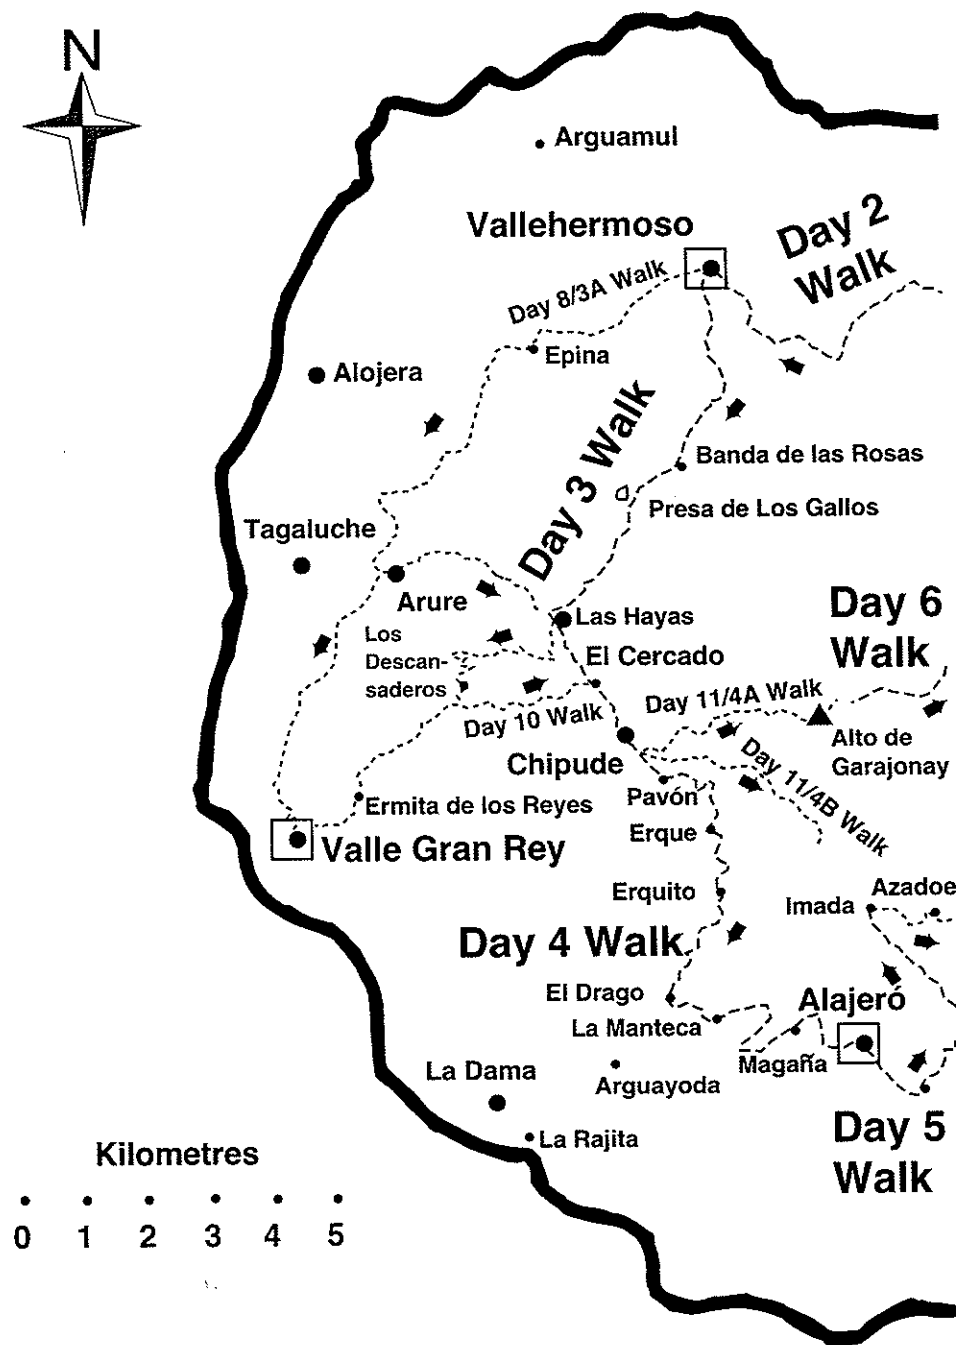 N
Arguamul
Vallehermoso
Day 2
Walk
Day 8/3A Walk
Epina
Alojera
Day 3 Walk
Banda de las Rosas
Presa de Los Gallos
Tagaluche
Arure
Las Hayas
Day 6
Walk
Los
Descan-
saderos
El Cercado
Day 10 Walk
Day 11/4A Walk
Alto de
Garajonay
Chipude
Day 11/4B Walk
Pavón
Ermita de los Reyes
Erque
Valle Gran Rey
Erquito
Imada
Azadoe
Day 4 Walk
El Drago
Alajeró
La Manteca
Magaña
La Dama
Arguayoda
La Rajita
Day 5
Walk
Kilometres
0 1 2 3 4 5